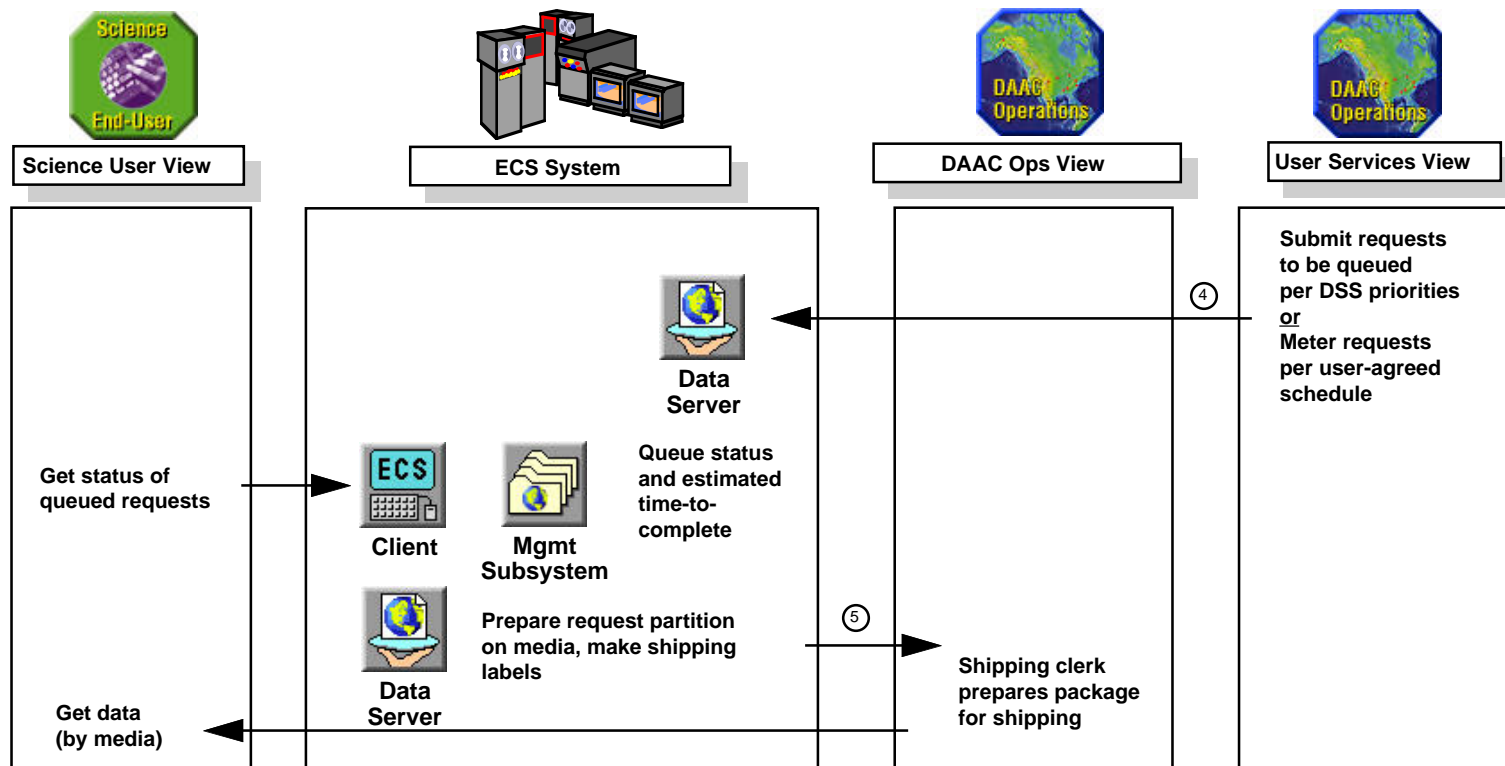 Science
End-User
DAAC
Operations
DAAC
Operations
Science User View
ECS System
DAAC Ops View
User Services View
Submit requests
to be queued
per DSS priorities
or
Meter requests
per user-agreed
schedule
4
Data
Server
Get status of
queued requests
ECS
Client
Mgmt
Subsystem
Queue status
and estimated
time-to-
complete
Data
Server
Prepare request partition
on media, make shipping
labels
5
Shipping clerk
prepares package
for shipping
Get data
(by media)